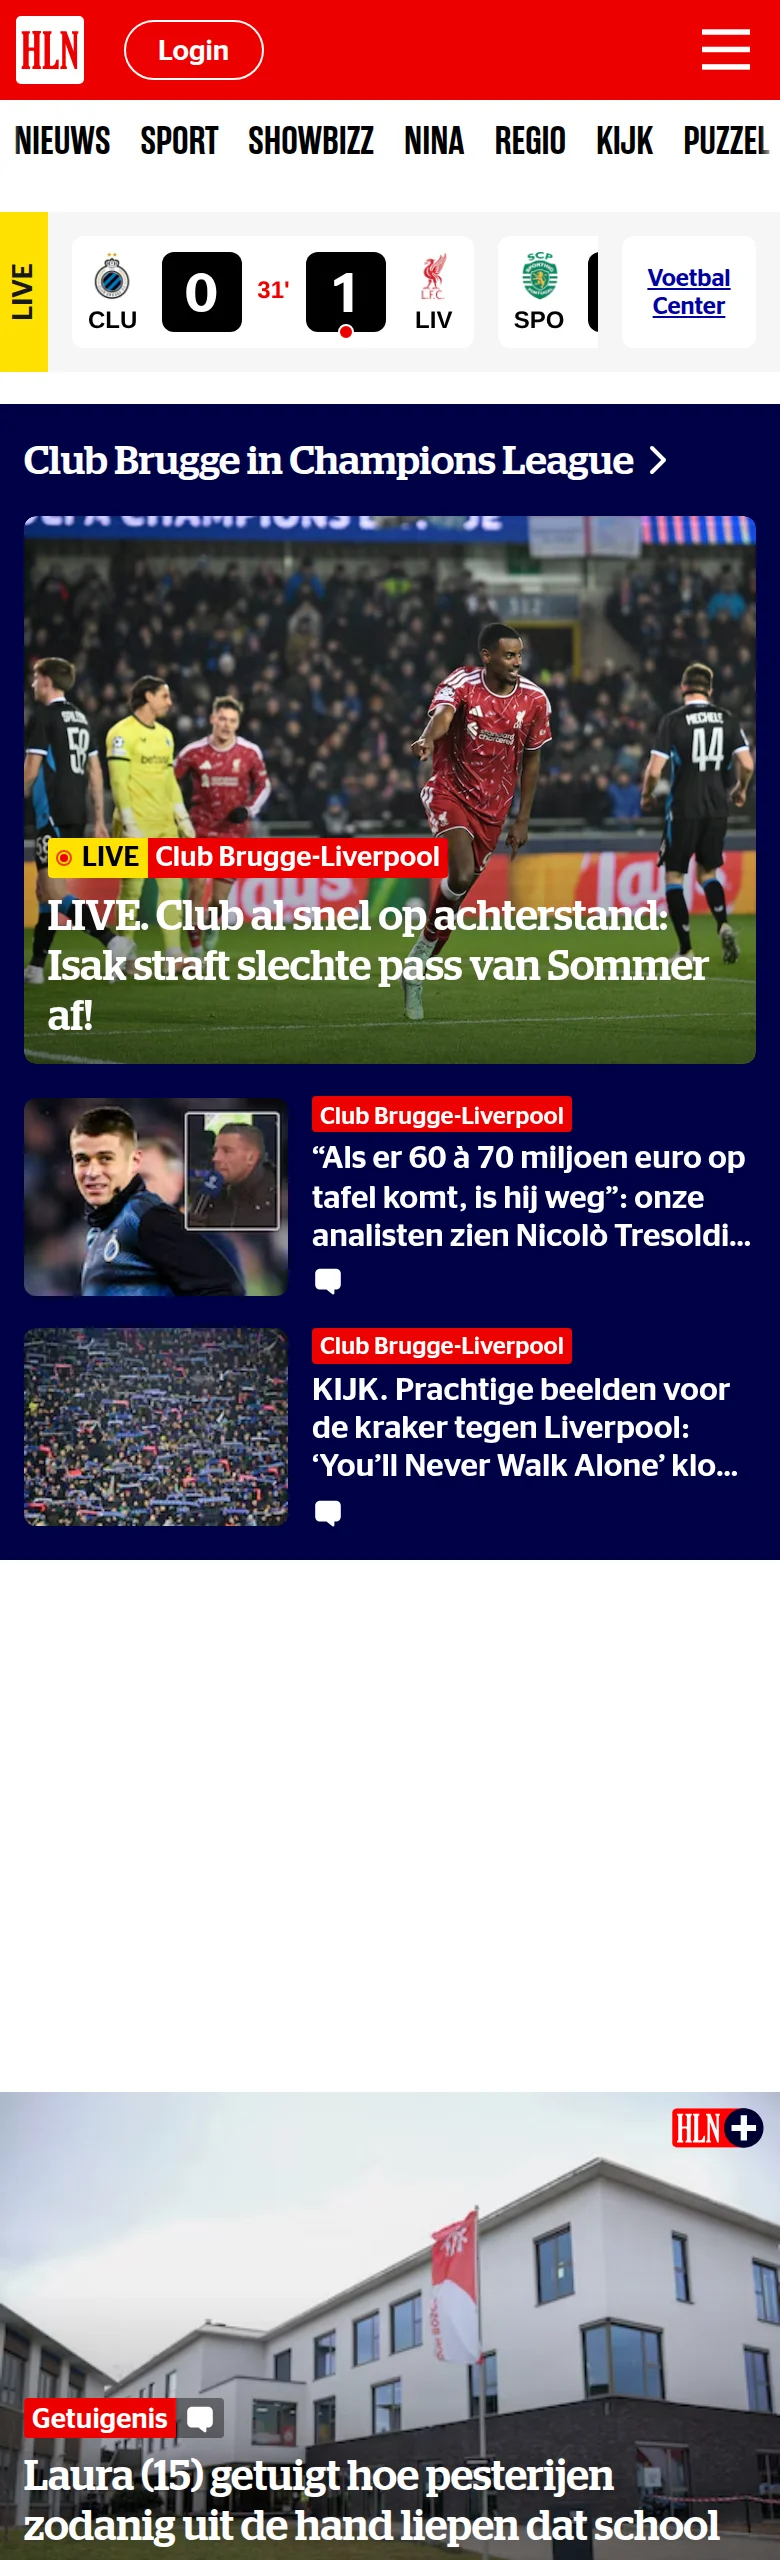 HLN
Login
NIEUWS SPORT SHOWBIZZ NINA REGIO KIJK PUZZEL
LIVE
CLU 0 31' 1 LIV
L.F.C.
SCP
SPO
Voetbal
Center
Club Brugge in Champions League
MECHELE
44
58
LIVE Club Brugge-Liverpool
LIVE. Club al snel op achterstand:
Isak straft slechte pass van Sommer
af!
Club Brugge-Liverpool
“Als er 60 à 70 miljoen euro op
tafel komt, is hij weg”: onze
analisten zien Nicolò Tresoldi...
Club Brugge-Liverpool
KIJK. Prachtige beelden voor
de kraker tegen Liverpool:
‘You’ll Never Walk Alone’ klo...
HLN+
Getuigenis
Laura (15) getuigt hoe pesterijen
zodanig uit de hand liepen dat school